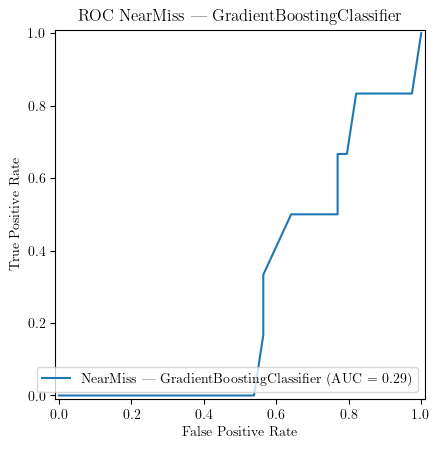 ROC NearMiss — GradientBoostingClassifier
1.0
0.8
0.6
0.4
0.2
0.0
True Positive Rate
NearMiss — GradientBoostingClassifier (AUC = 0.29)
0.0 0.2 0.4 0.6 0.8 1.0
False Positive Rate